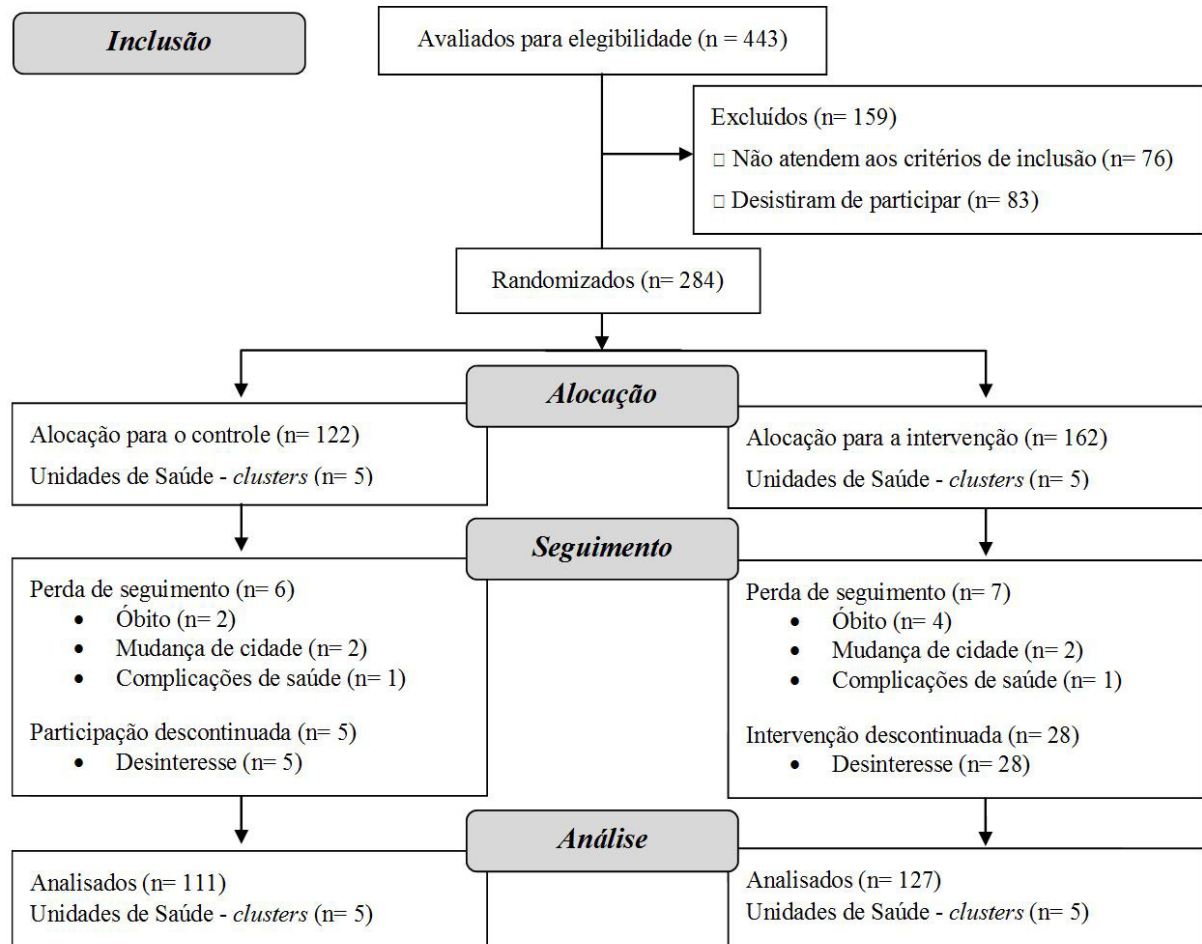 Inclusão
Avaliados para elegibilidade (n = 443)
Excluídos (n= 159)
□ Não atendem aos critérios de inclusão (n= 76)
□ Desistiram de participar (n= 83)
Randomizados (n= 284)
Alocação
Alocação para o controle (n= 122)
Unidades de Saúde - clusters (n= 5)
Alocação para a intervenção (n= 162)
Unidades de Saúde - clusters (n= 5)
Seguimento
Perda de seguimento (n= 6)
• Óbito (n= 2)
• Mudança de cidade (n= 2)
• Complicações de saúde (n= 1)
Participação descontinuada (n= 5)
• Desinteresse (n= 5)
Perda de seguimento (n= 7)
• Óbito (n= 4)
• Mudança de cidade (n= 2)
• Complicações de saúde (n= 1)
Intervenção descontinuada (n= 28)
• Desinteresse (n= 28)
Análise
Analisados (n= 111)
Unidades de Saúde - clusters (n= 5)
Analisados (n= 127)
Unidades de Saúde - clusters (n= 5)